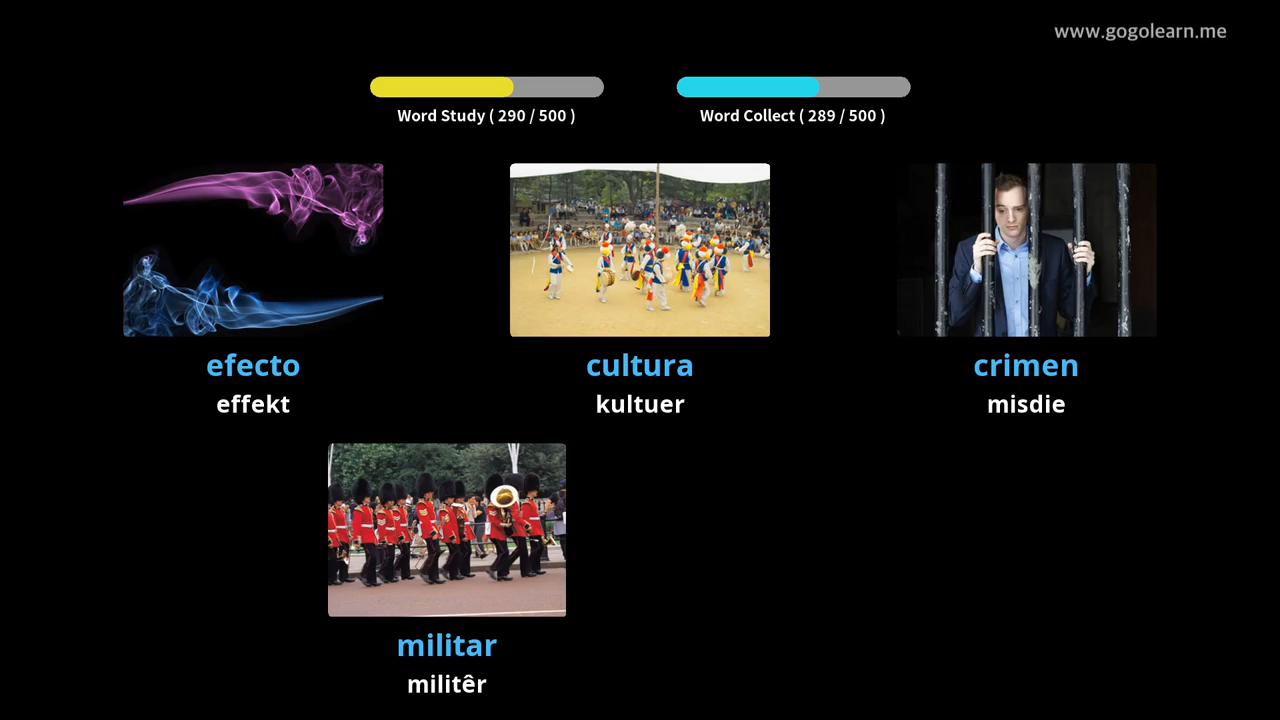 www.gogolearn.me
Word Study ( 290 / 500 )
Word Collect ( 289 / 500 )
efecto
effekt
cultura
kultuer
crimen
misdie
militar
militêr